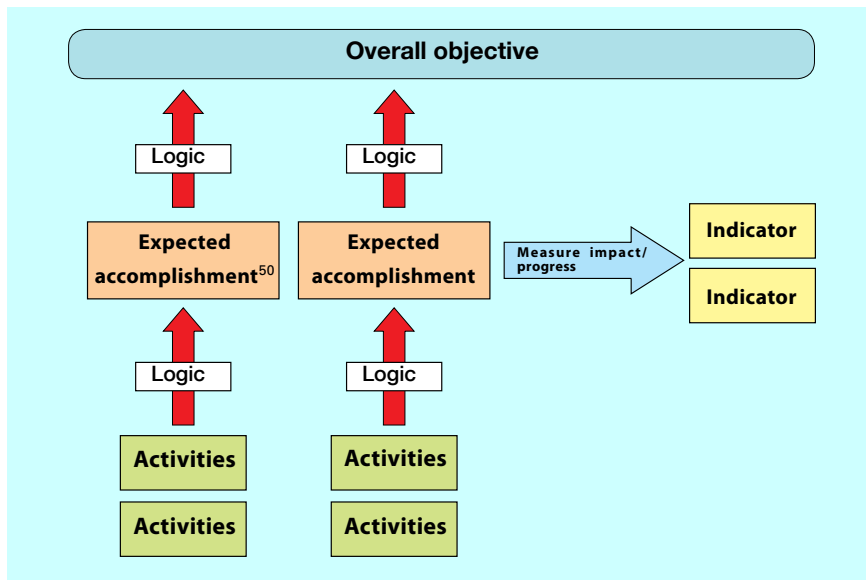 Overall objective
Logic
Logic
Expected
accomplishment50
Expected
accomplishment
Measure impact/
progress
Indicator
Indicator
Logic
Logic
Activities
Activities
Activities
Activities